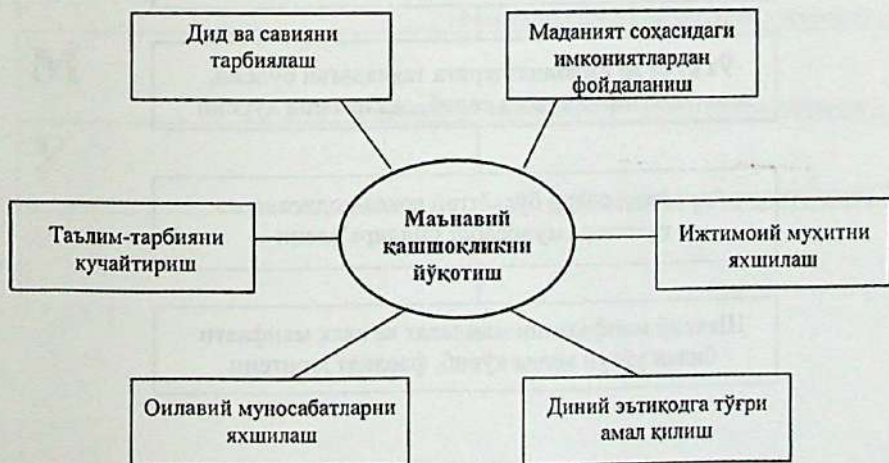 Дид ва савияни
тарбиялаш
Маданият соҳасидаги
имкониятлардан
фойдаланиш
Таълим-тарбияни
кучайтириш
Маънавий
қашшоқликни
йўқотиш
Ижтимоий муҳитни
яхшилаш
Оилавий муносабатларни
яхшилаш
Диний эътиқодга тўғри
амал қилиш